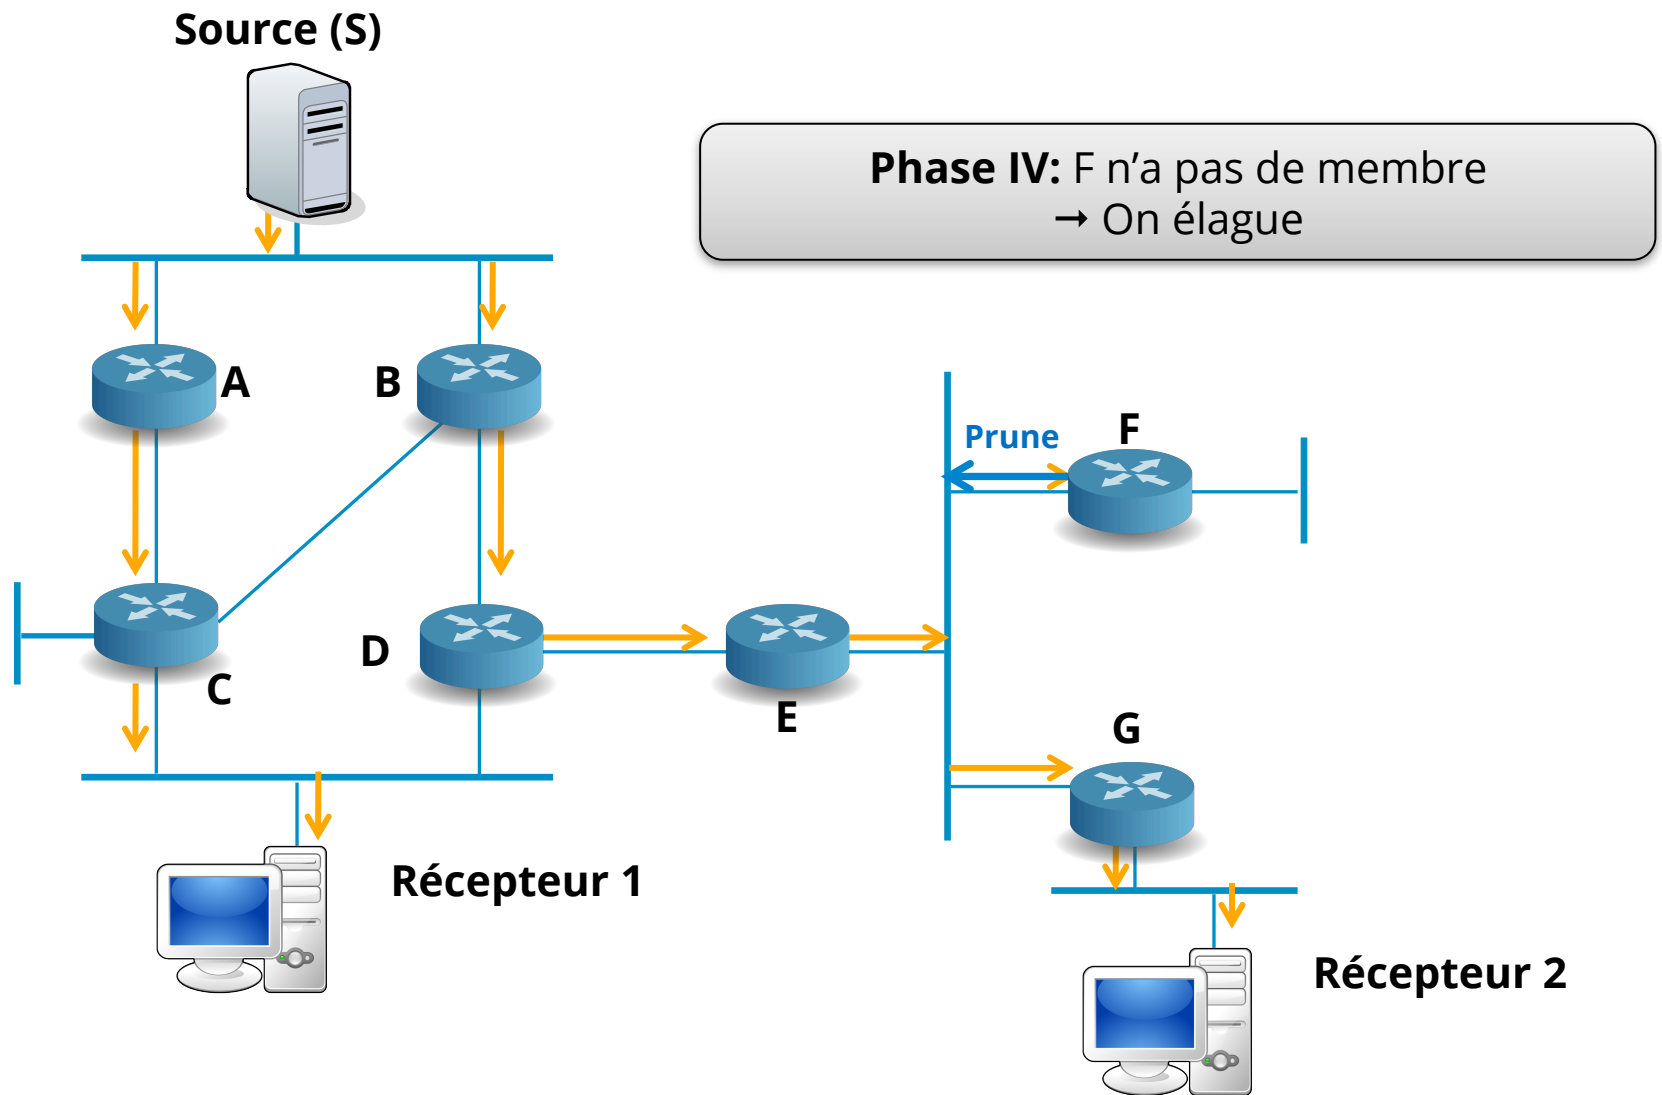 Source (S)
Phase IV: F n’a pas de membre
→ On élague
A
B
Prune
F
D
C
E
G
Récepteur 1
Récepteur 2